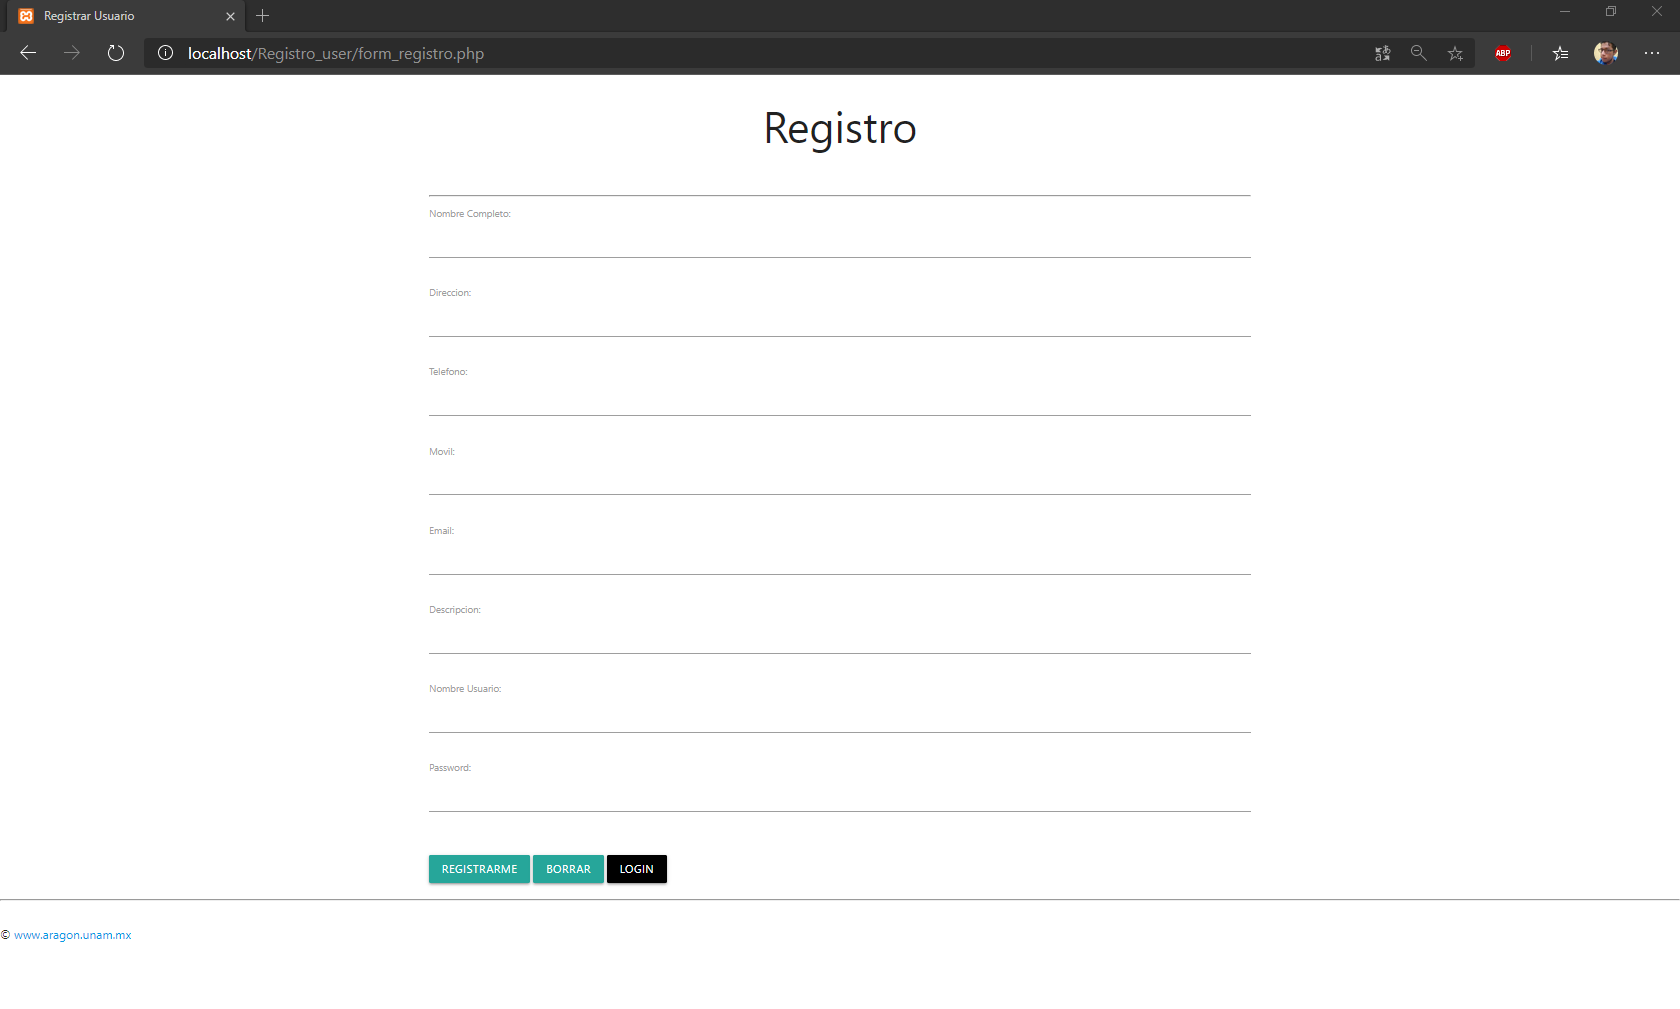 Registrar Usuario
localhost/Registro_user/form_registro.php
ABP
Registro
Nombre Completo:
Direccion:
Telefono:
Movil:
Email:
Descripcion:
Nombre Usuario:
Password:
REGISTRARME BORRAR LOGIN
© www.aragon.unam.mx